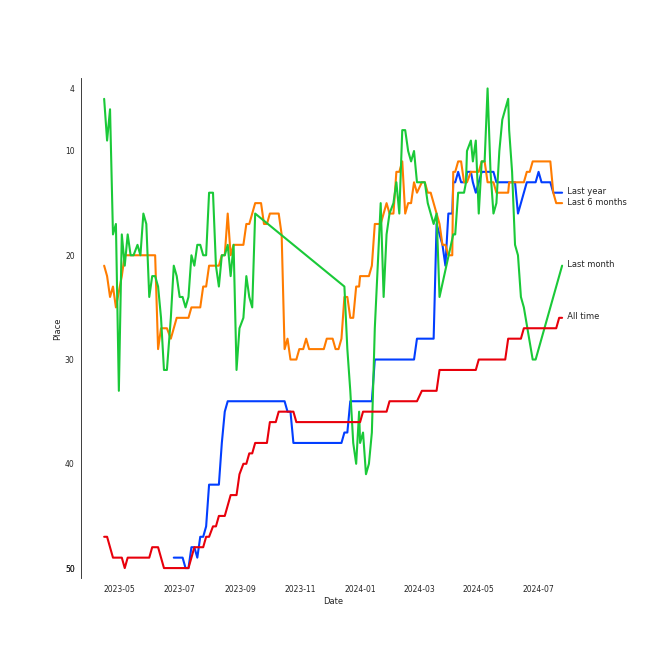 4
10
20
30
40
50
Place
2023-05
2023-07
2023-09
2023-11
2024-01
2024-03
2024-05
2024-07
Date
Last year
Last 6 months
Last month
All time